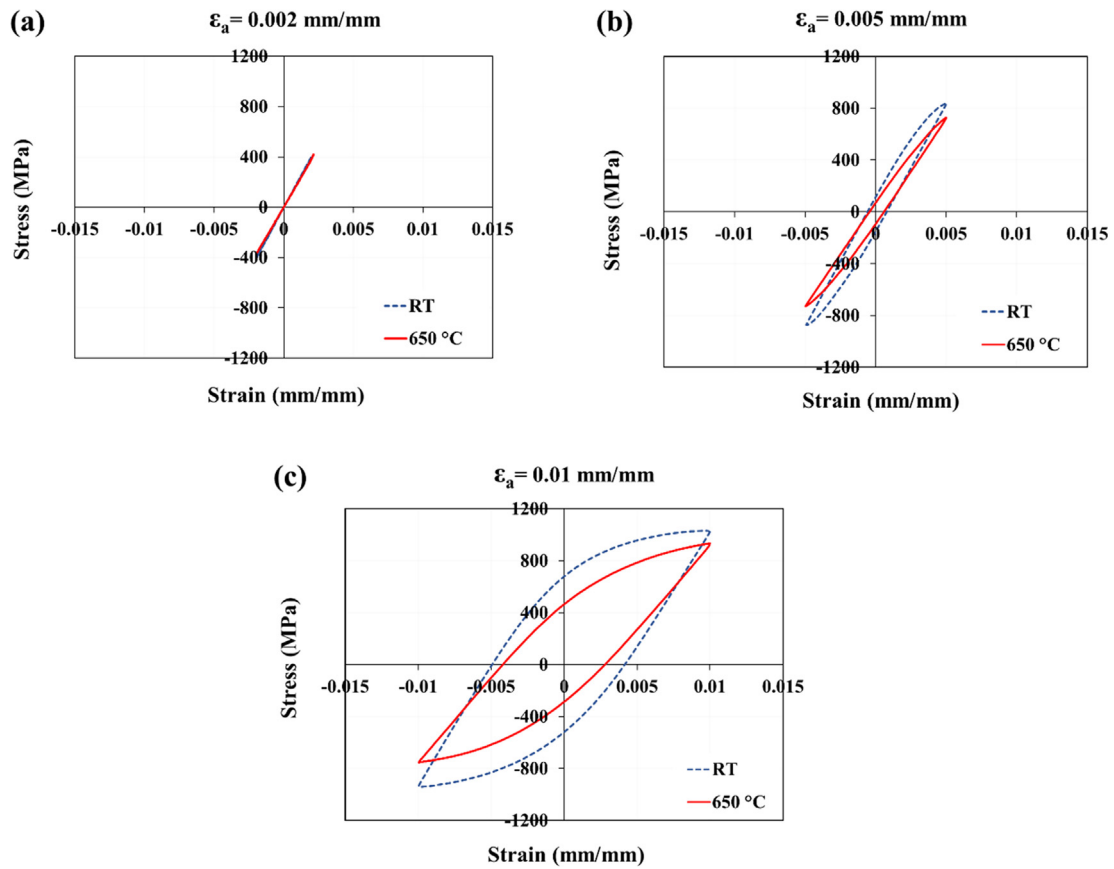 (a)
εa= 0.002 mm/mm
1200
800
400
0
-0.015
-0.01
-0.005
0
0.005
0.01
0.015
-400
-800
-1200
RT
650 °C
Stress (MPa)
Strain (mm/mm)
(b)
εa= 0.005 mm/mm
1200
800
400
0
-0.015
-0.01
-0.005
0
0.005
0.01
0.015
-400
-800
-1200
RT
650 °C
Stress (MPa)
Strain (mm/mm)
(c)
εa= 0.01 mm/mm
1200
800
400
0
-0.015
-0.01
-0.005
0
0.005
0.01
0.015
-400
-800
-1200
RT
650 °C
Stress (MPa)
Strain (mm/mm)